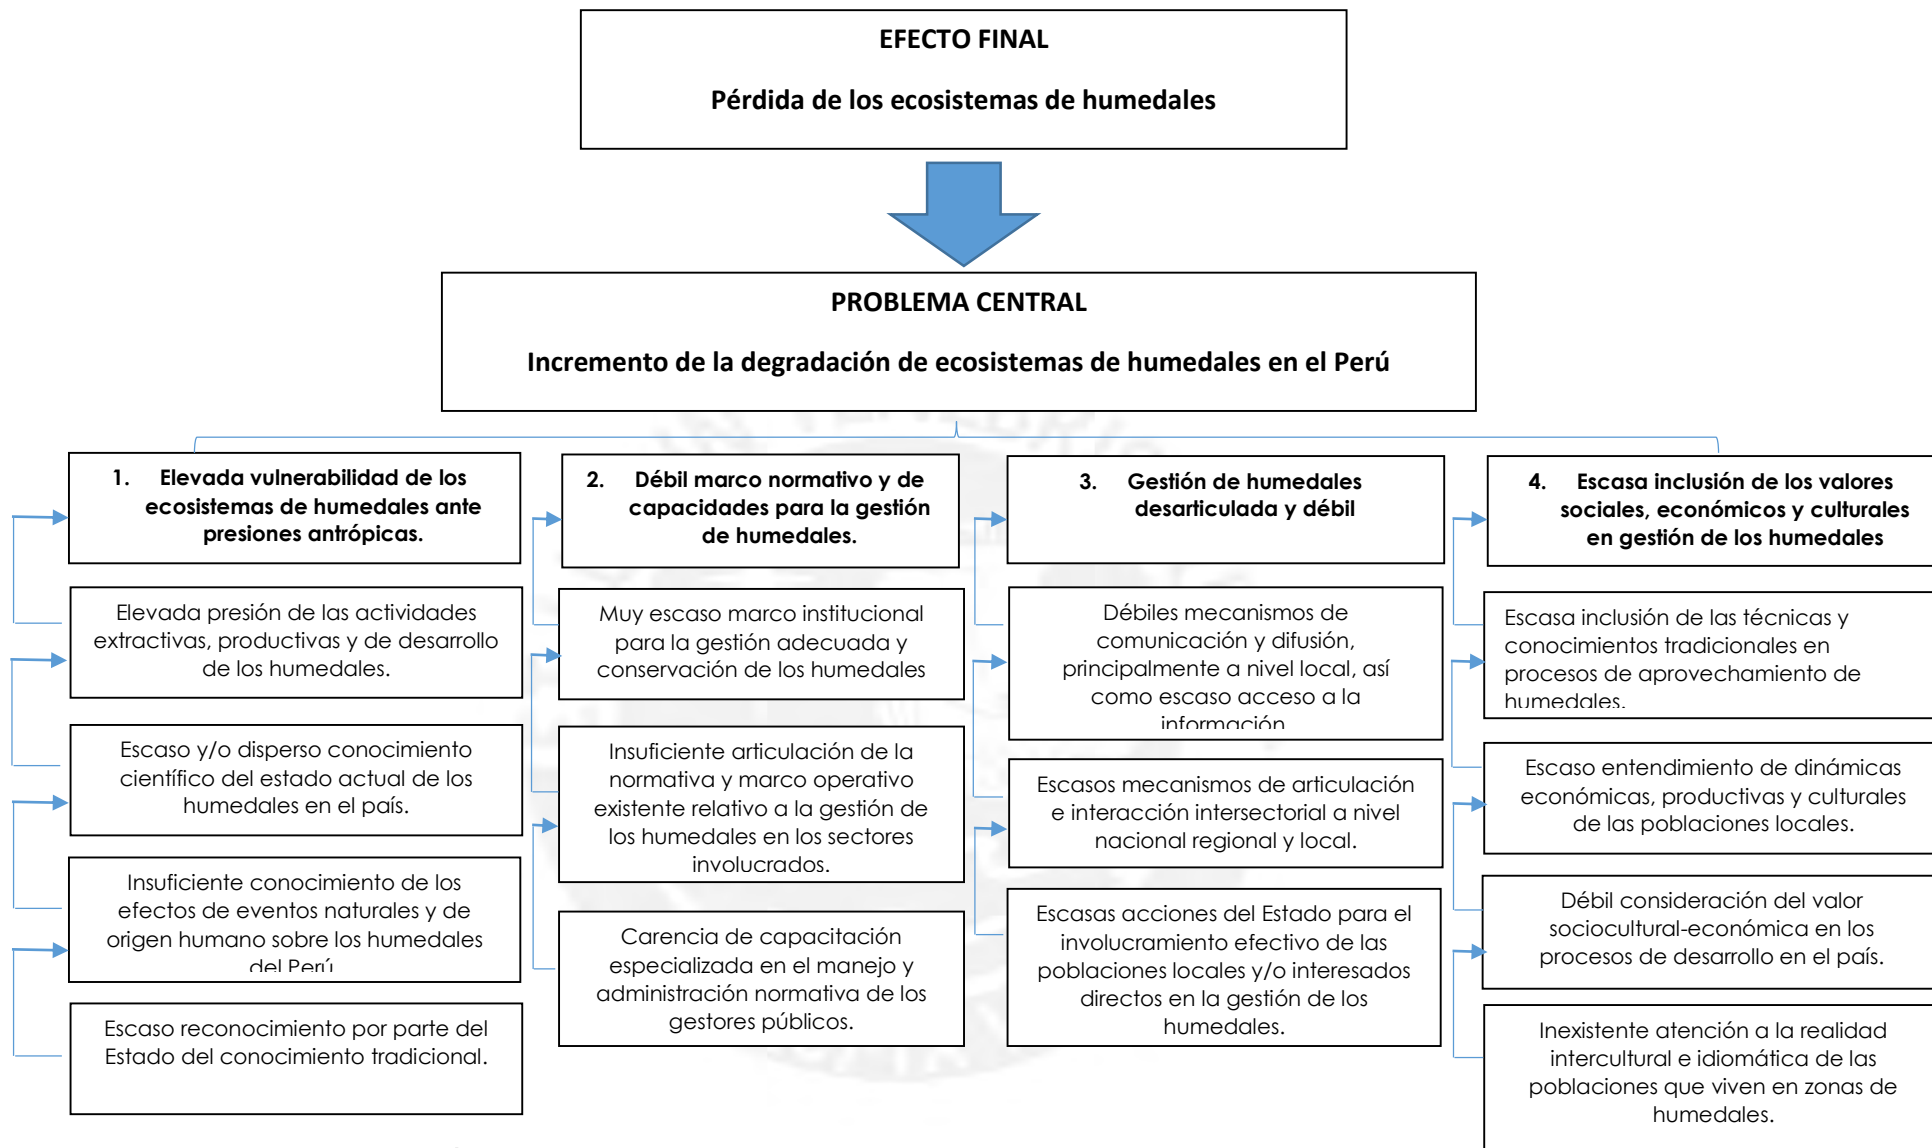 EFECTO FINAL
Pérdida de los ecosistemas de humedales
PROBLEMA CENTRAL
Incremento de la degradación de ecosistemas de humedales en el Perú
1. Elevada vulnerabilidad de los
ecosistemas de humedales ante
presiones antrópicas.
Elevada presión de las actividades
extractivas, productivas y de desarrollo
de los humedales.
Escaso y/o disperso conocimiento
científico del estado actual de los
humedales en el país.
Insuficiente conocimiento de los
efectos de eventos naturales y de
origen humano sobre los humedales
del Perú
Escaso reconocimiento por parte del
Estado del conocimiento tradicional.
2. Débil marco normativo y de
capacidades para la gestión
de humedales.
Muy escaso marco institucional
para la gestión adecuada y
conservación de los humedales
Insuficiente articulación de la
normativa y marco operativo
existente relativo a la gestión de
los humedales en los sectores
involucrados.
Carencia de capacitación
especializada en el manejo y
administración normativa de los
gestores públicos.
3. Gestión de humedales
desarticulada y débil
Débiles mecanismos de
comunicación y difusión,
principalmente a nivel local, así
como escaso acceso a la
información
Escasos mecanismos de articulación
e interacción intersectorial a nivel
nacional regional y local.
Escasas acciones del Estado para el
involucramiento efectivo de las
poblaciones locales y/o interesados
directos en la gestión de los
humedales.
4. Escasa inclusión de los valores
sociales, económicos y culturales
en gestión de los humedales
Escasa inclusión de las técnicas y
conocimientos tradicionales en
procesos de aprovechamiento de
humedales.
Escaso entendimiento de dinámicas
económicas, productivas y culturales
de las poblaciones locales.
Débil consideración del valor
sociocultural-económica en los
procesos de desarrollo en el país.
Inexistente atención a la realidad
intercultural e idiomática de las
poblaciones que viven en zonas de
humedales.